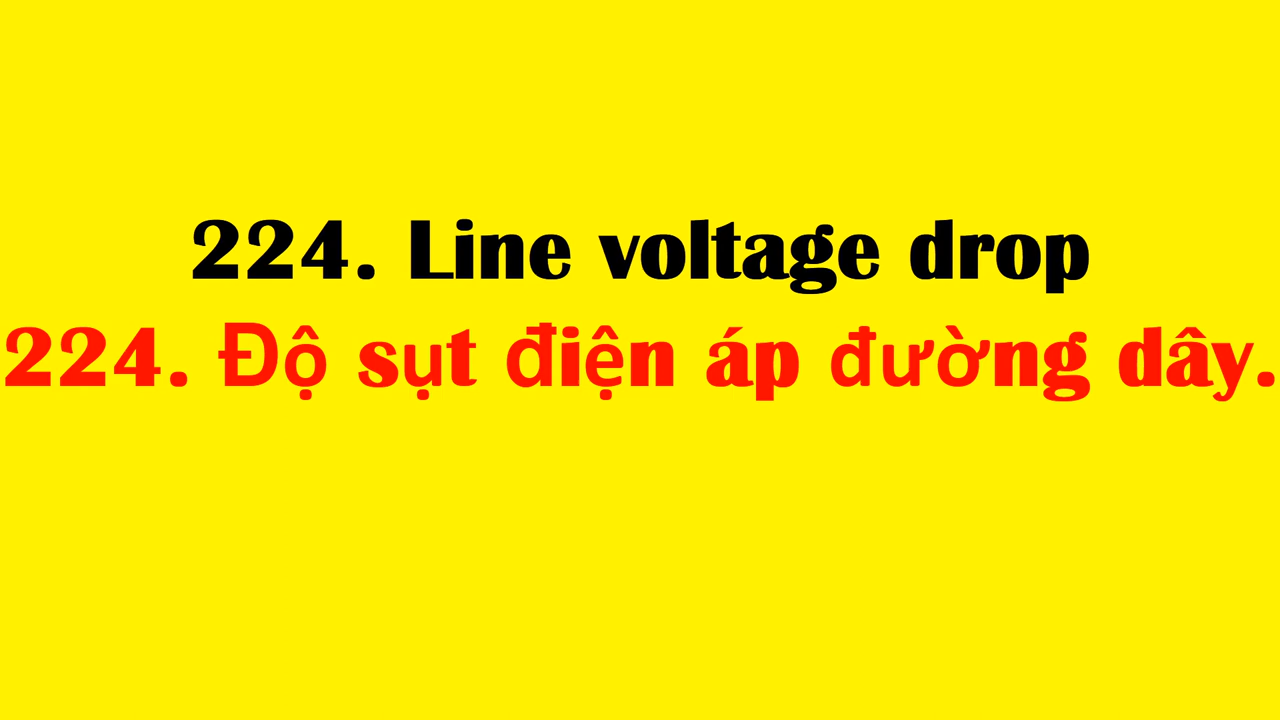 224. Line voltage drop
224. Độ sụt điện áp đường dây.